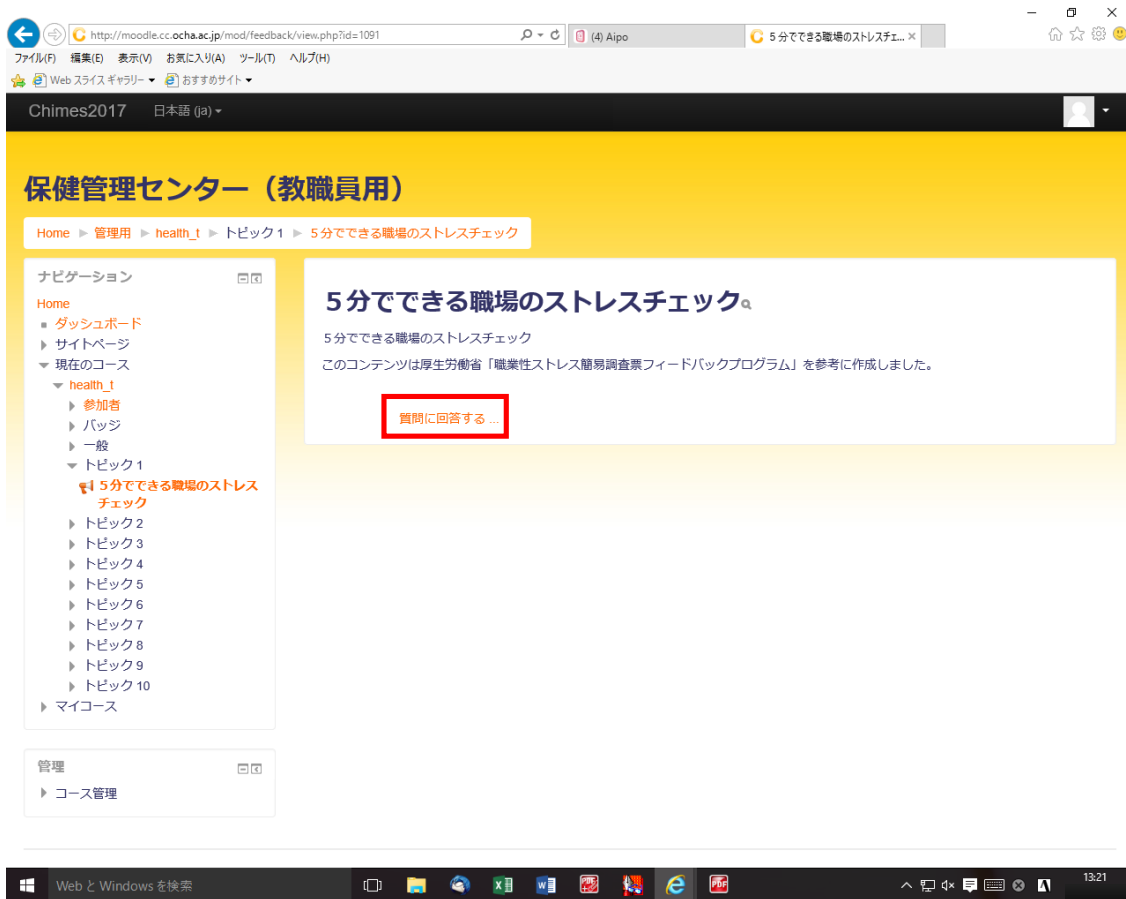 http://moodle.cc.ocha.ac.jp/mod/feedback/view.php?id=1091
(4) Aipo
5 分でできる職場のストレスチェ...
ファイル(F) 編集(E) 表示(V) お気に入り(A) ツール(T) ヘルプ(H)
Web スライス ギャラリー おすすめサイト
Chimes2017 日本語 (ja)
保健管理センター（教職員用）
Home 管理用 health_t トピック 1 ５分でできる職場のストレスチェック
ナビゲーション
Home
ダッシュボード
サイトページ
現在のコース
health_t
参加者
バッジ
一般
トピック 1
５分でできる職場のストレス
チェック
トピック 2
トピック 3
トピック 4
トピック 5
トピック 6
トピック 7
トピック 8
トピック 9
トピック 10
マイコース
管理
コース管理
５分でできる職場のストレスチェック
５分でできる職場のストレスチェック
このコンテンツは厚生労働省「職業性ストレス簡易調査票フィードバックプログラム」を参考に作成しました。
質問に回答する ...
Web と Windows を検索
13:21